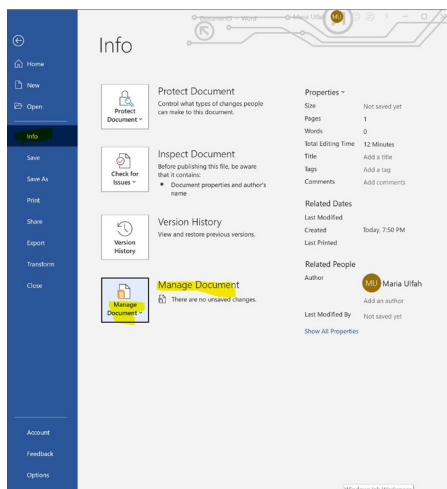 Document3 - Word
Maria Ulfah
MU
?
Info
Home
New
Open
Info
Save
Save As
Print
Share
Export
Transform
Close
Account
Feedback
Options
Protect
Document
Protect Document
Control what types of changes people
can make to this document.
Check for
Issues
Inspect Document
Before publishing this file, be aware
that it contains:
Document properties and author's
name
Version
History
Version History
View and restore previous versions.
Manage
Document
Manage Document
There are no unsaved changes.
Properties
Size Not saved yet
Pages 1
Words 0
Total Editing Time 12 Minutes
Title Add a title
Tags Add a tag
Comments Add comments
Related Dates
Last Modified
Created Today, 7:50 PM
Last Printed
Related People
Author
MU Maria Ulfah
Add an author
Last Modified By Not saved yet
Show All Properties